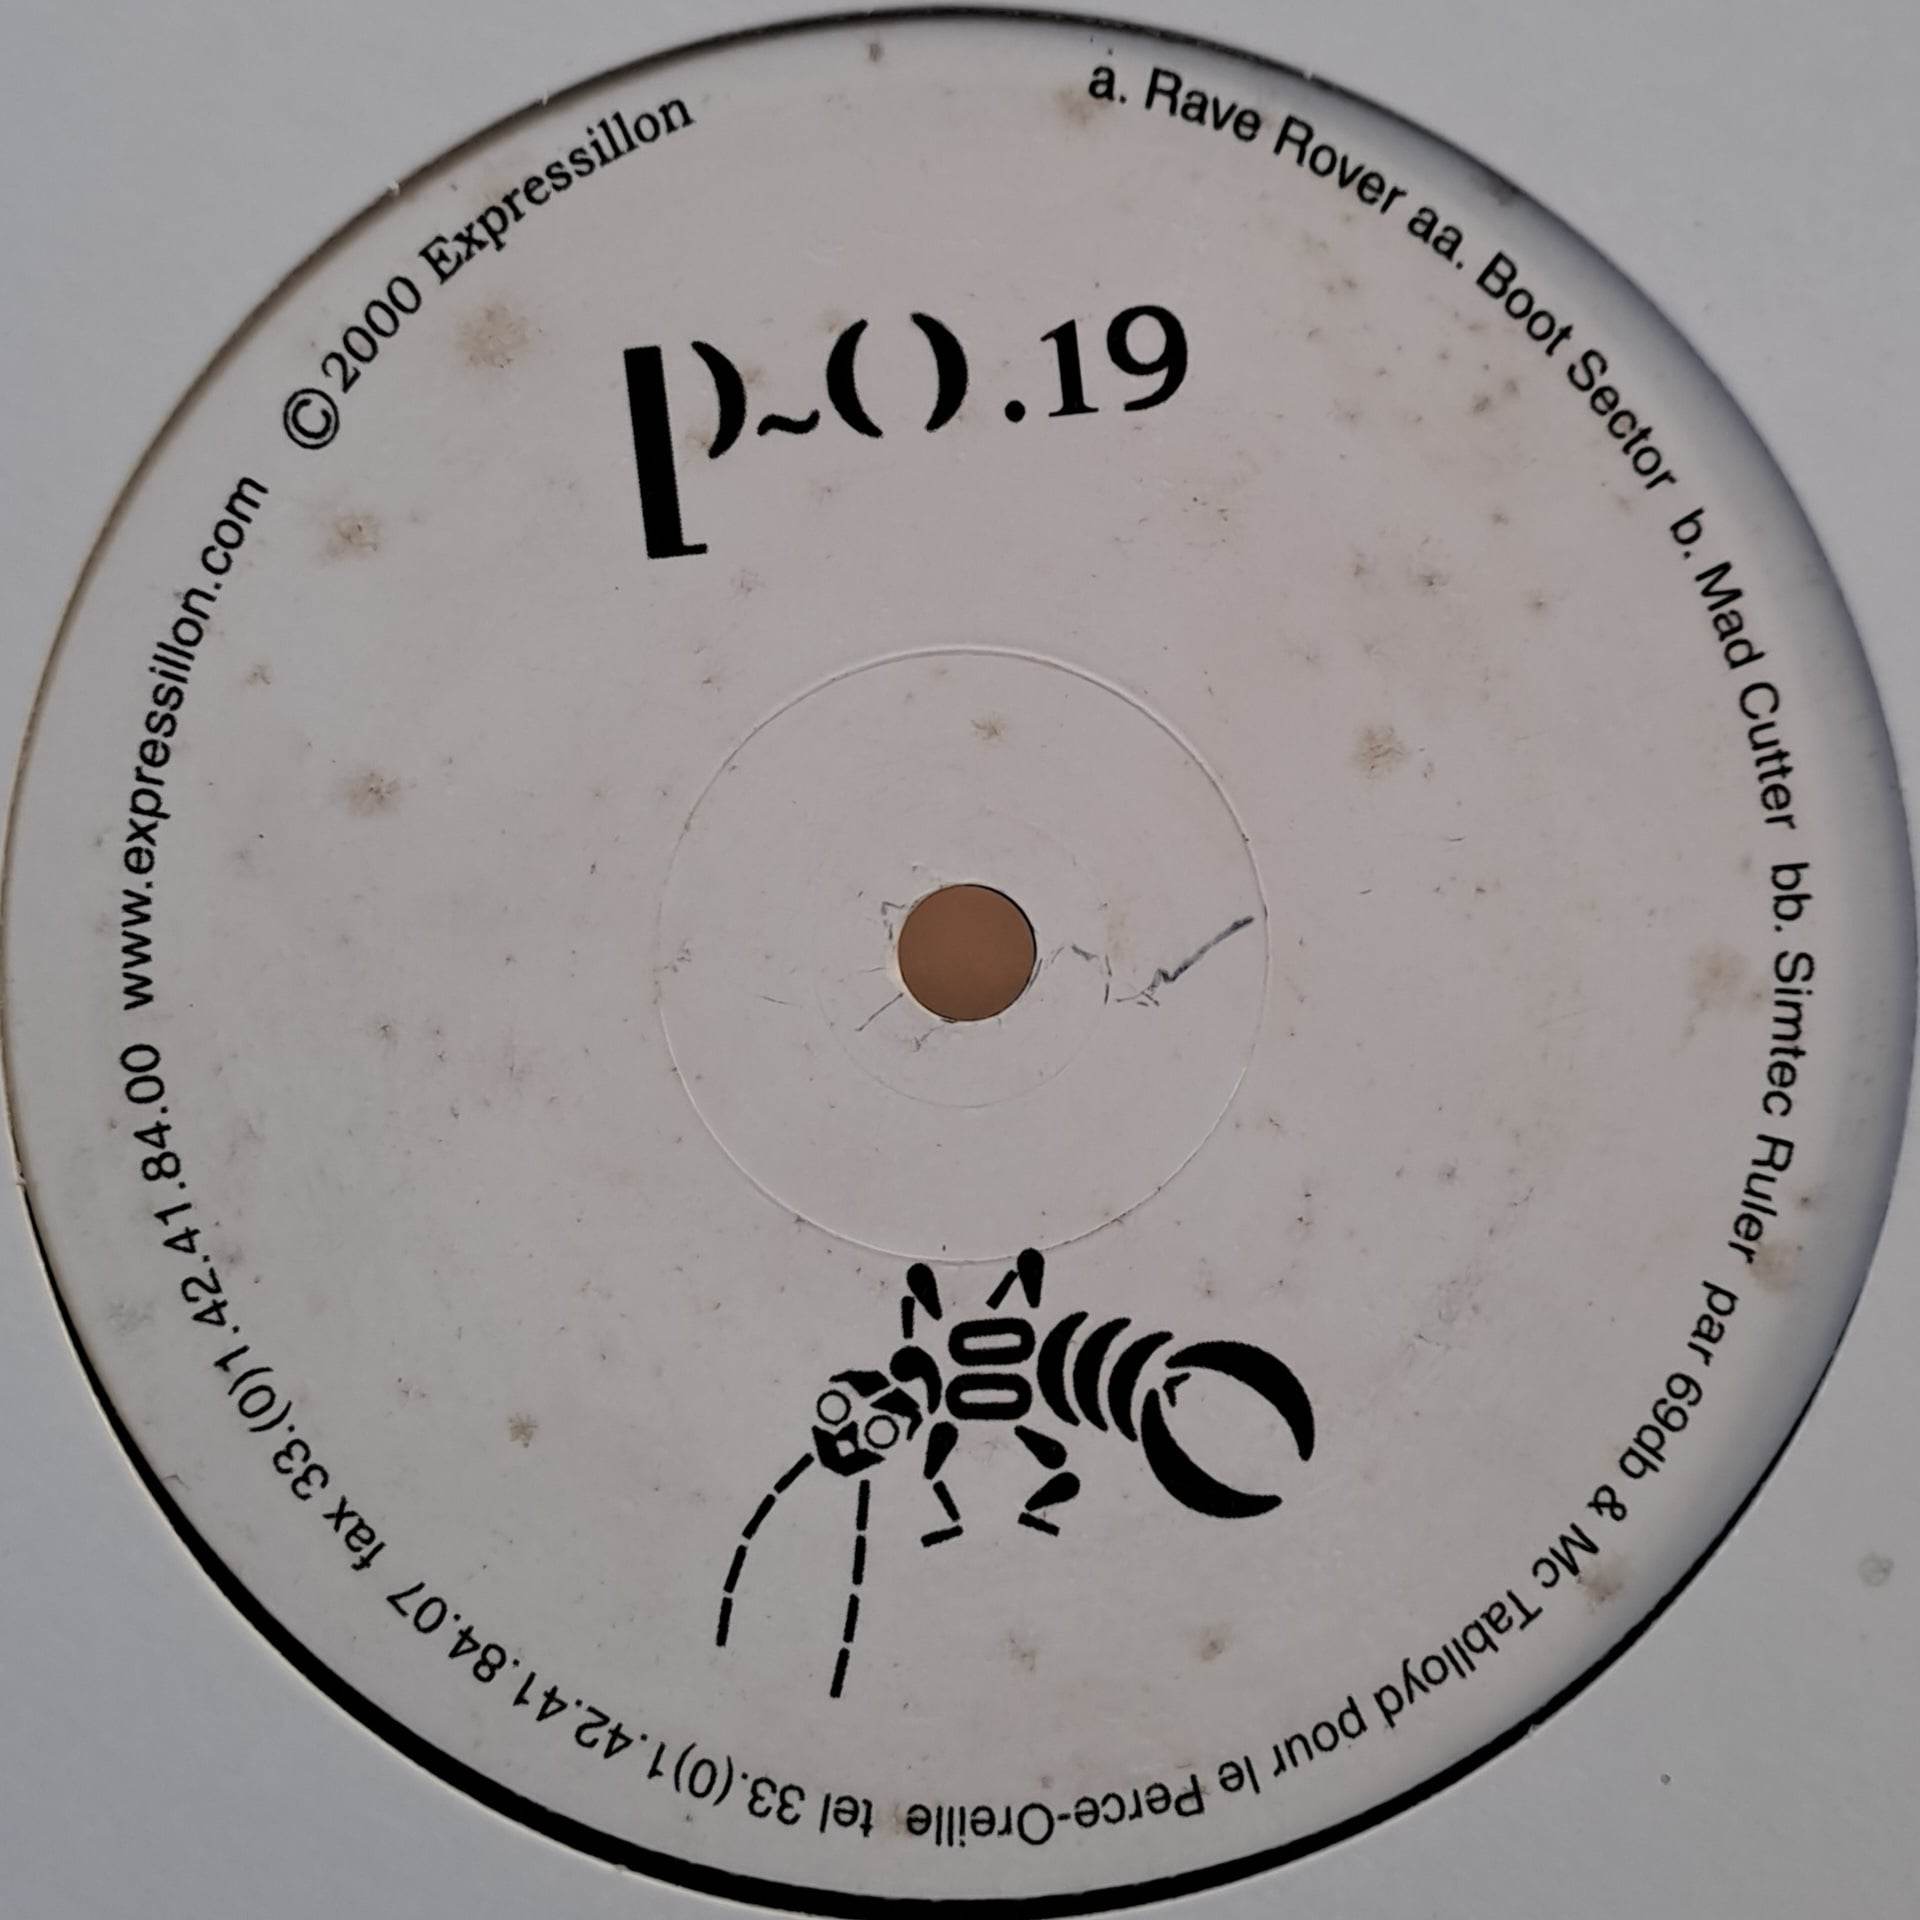 p~().19
a. Rave Rover aa. Boot Sector b. Mad Cutter bb. Simtec Ruler par 69db & Mc Tablloyd pour le Perce-Oreille tel 33.(0)1.42.41.84.07 fax 33.(0)1.42.41.84.00 www.expressillon.com © 2000 Expressillon